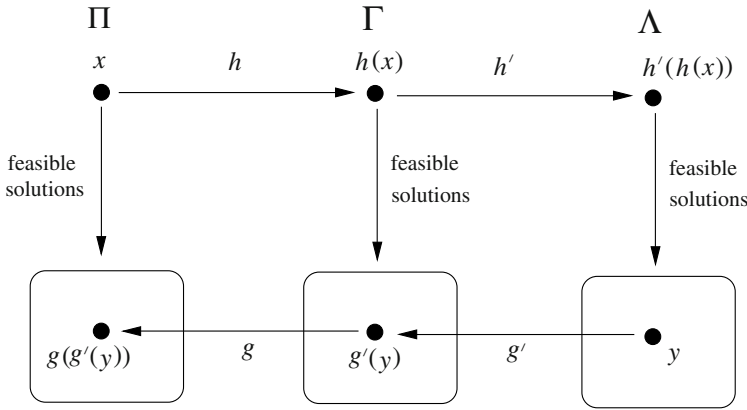 Π Γ Λ
x h h(x) h′ h′(h(x))
feasible
solutions
feasible
solutions
feasible
solutions
g(g′(y)) g g′(y) g′ y